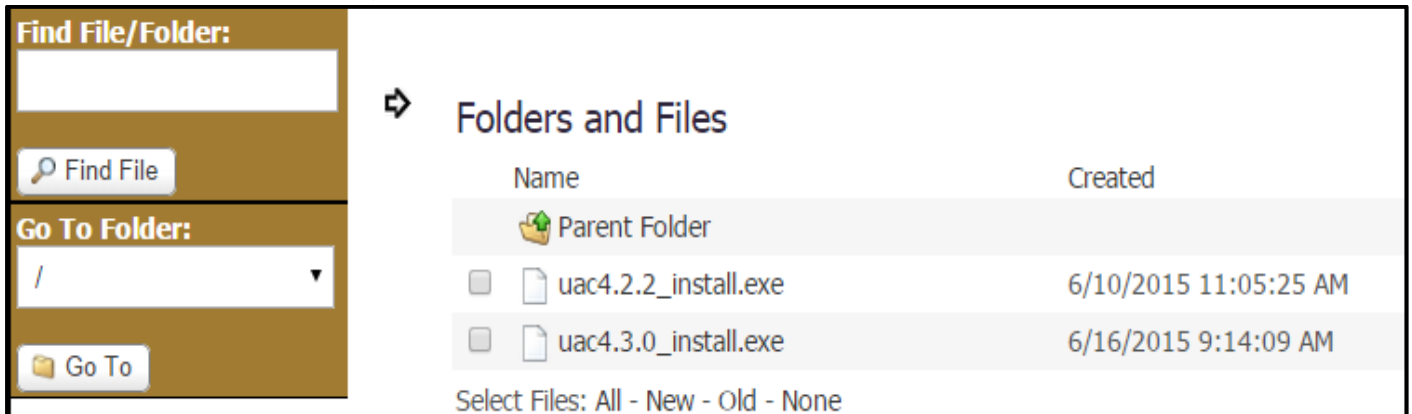 Find File/Folder:
Find File
Go To Folder:
/
Go To
Folders and Files
Name Created
Parent Folder
uac4.2.2_install.exe 6/10/2015 11:05:25 AM
uac4.3.0_install.exe 6/16/2015 9:14:09 AM
Select Files: All - New - Old - None